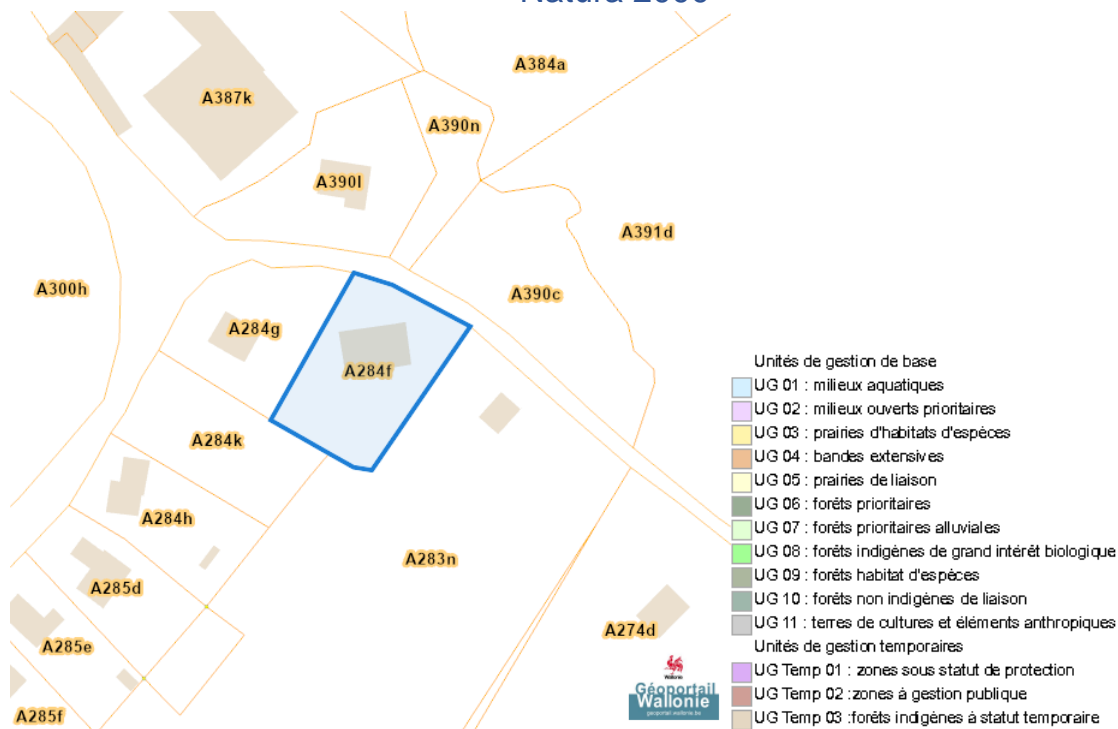 Natura 2000
A384a
A387k
A390n
A390l
A391d
A300h
A390c
A284g
A284f
A284k
A284h
A283n
A285d
A274d
A285e
A285f
Unités de gestion de base
UG 01 : milieux aquatiques
UG 02 : milieux ouverts prioritaires
UG 03 : prairies d'habitats d'espèces
UG 04 : bandes extensives
UG 05 : prairies de liaison
UG 06 : forêts prioritaires
UG 07 : forêts prioritaires alluviales
UG 08 : forêts indigènes de grand intérêt biologique
UG 09 : forêts habitat d'espèces
UG 10 : forêts non indigènes de liaison
UG 11 : terres de cultures et éléments anthropiques
Unités de gestion temporaires
UG Temp 01 : zones sous statut de protection
UG Temp 02 :zones à gestion publique
UG Temp 03 :forêts indigènes à statut temporaire
Wallonie
Géoportail
Wallonie
geoportail.wallonie.be